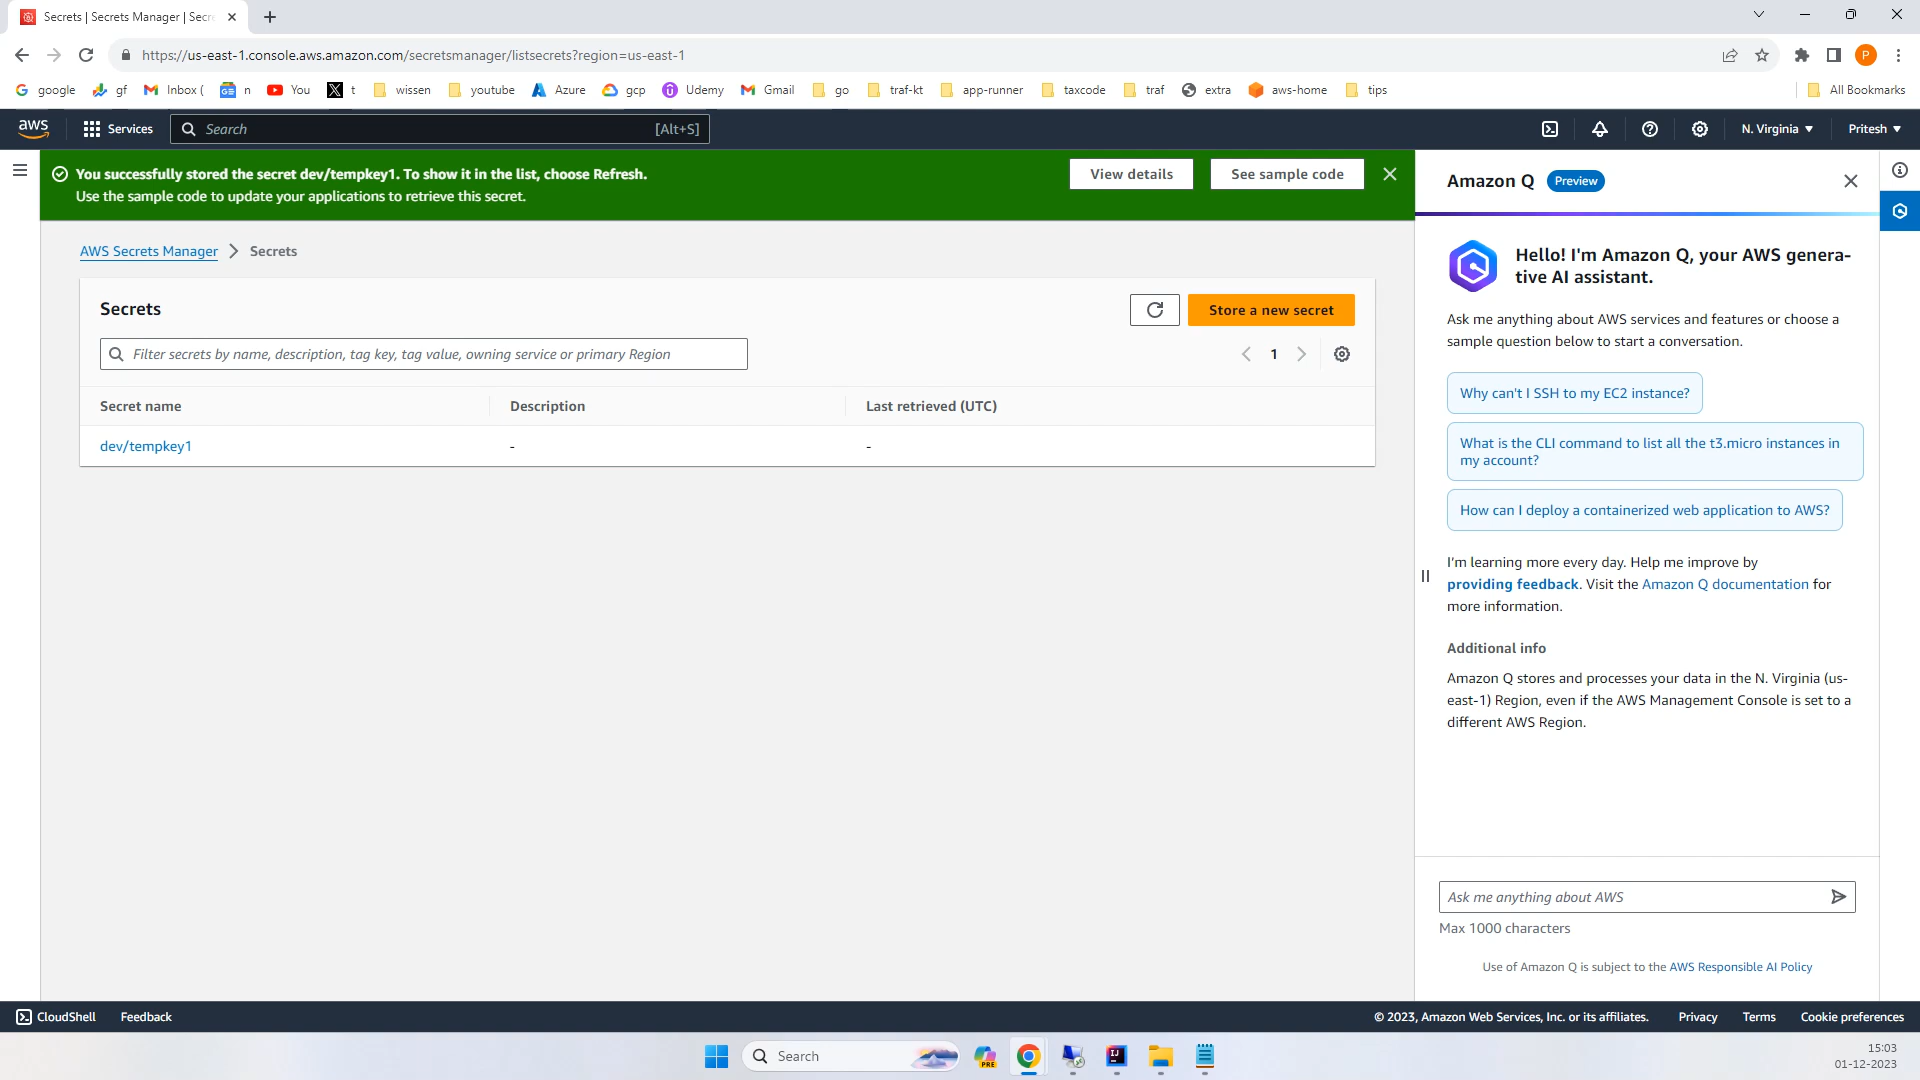 Secrets | Secrets Manager | Secre
https://us-east-1.console.aws.amazon.com/secretsmanager/listsecrets?region=us-east-1
P
google gf Inbox ( n You t wissen youtube Azure gcp Udemy Gmail go traf-kt app-runner taxcode traf extra aws-home tips All Bookmarks
aws Services Search [Alt+S] N. Virginia Pritesh
You successfully stored the secret dev/tempkey1. To show it in the list, choose Refresh.
Use the sample code to update your applications to retrieve this secret.
View details
See sample code
AWS Secrets Manager Secrets
Secrets
Store a new secret
Filter secrets by name, description, tag key, tag value, owning service or primary Region
1
Secret name Description Last retrieved (UTC)
dev/tempkey1 - -
Amazon Q Preview
Hello! I'm Amazon Q, your AWS genera-
tive AI assistant.
Ask me anything about AWS services and features or choose a
sample question below to start a conversation.
Why can't I SSH to my EC2 instance?
What is the CLI command to list all the t3.micro instances in
my account?
How can I deploy a containerized web application to AWS?
I'm learning more every day. Help me improve by
providing feedback. Visit the Amazon Q documentation for
more information.
Additional info
Amazon Q stores and processes your data in the N. Virginia (us-
east-1) Region, even if the AWS Management Console is set to a
different AWS Region.
Ask me anything about AWS
Max 1000 characters
Use of Amazon Q is subject to the AWS Responsible AI Policy
CloudShell Feedback © 2023, Amazon Web Services, Inc. or its affiliates. Privacy Terms Cookie preferences
Search PRE IJ
15:03
01-12-2023